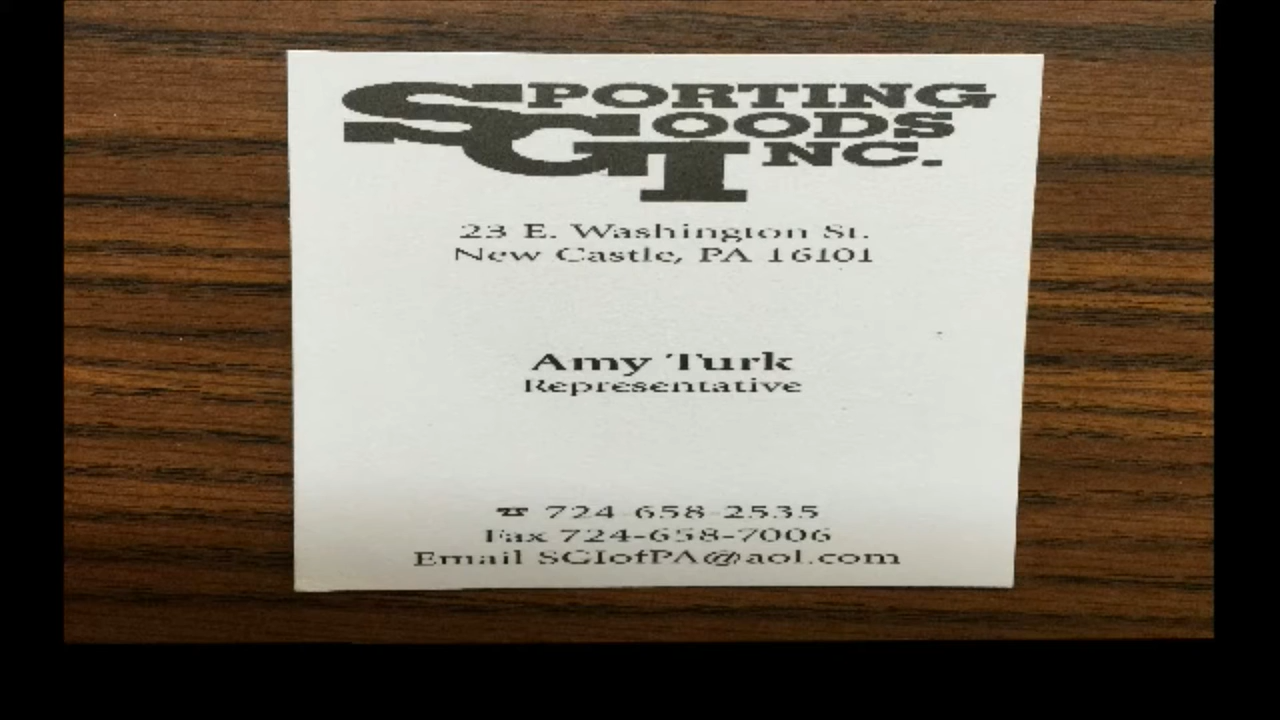 SPORTING
GOODS
INC.
23 E. Washington St.
New Castle, PA 16101
Amy Turk
Representative
☎ 724-658-2535
Fax 724-658-7006
Email SGIofPA@aol.com